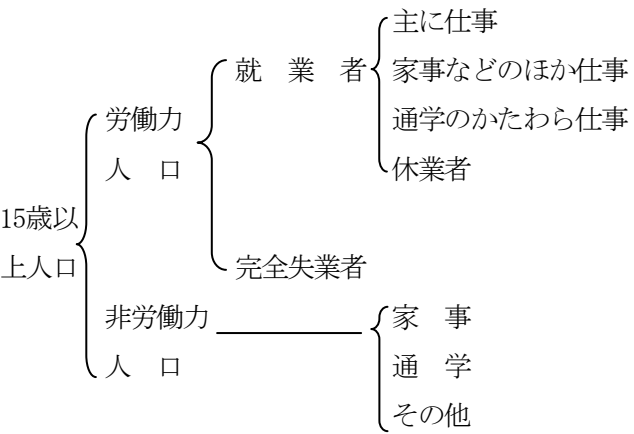 主に仕事
就　業　者
家事などのほか仕事
労働力
人　口
通学のかたわら仕事
休業者
15歳以
上人口
完全失業者
非労働力
人　口
家　事
通　学
その他